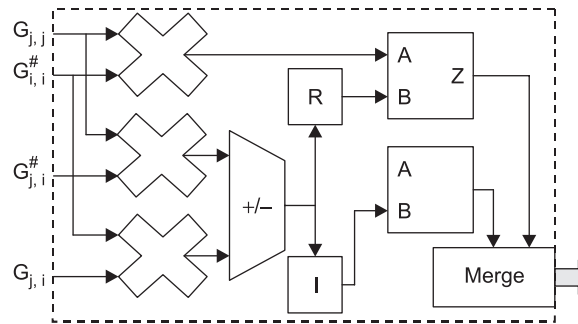 G_{j, j}
G^#_{i, i}
G^#_{j, i}
G_{j, i}
+/−
R
I
A
B
Z
A
B
Merge